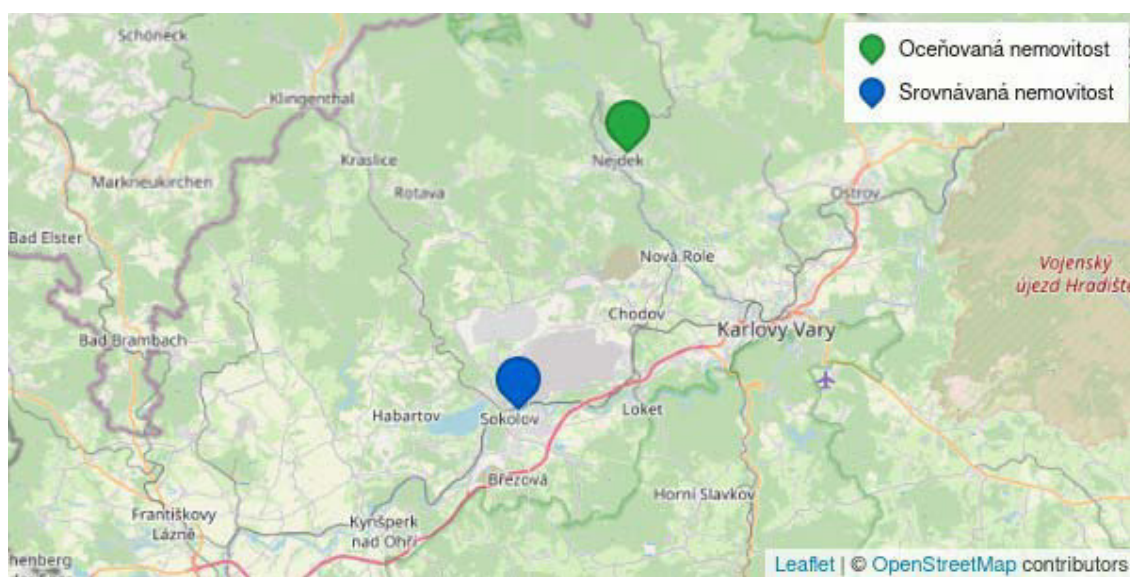 Schöneck
Oceňovaná nemovitost
Srovnávaná nemovitost
Klingenthal
Kraslice
Nejdek
Markneukirchen
Rotava
Ostrov
Bad Elster
Nová Role
Vojenský
újezd Hradiště
Chodov
Karlovy Vary
Bad Brambach
Habartov
Sokolov
Loket
Březová
Horní Slavkov
Františkovy
Lázně
Kynšperk
nad Ohří
henberg
Leaflet | © OpenStreetMap contributors